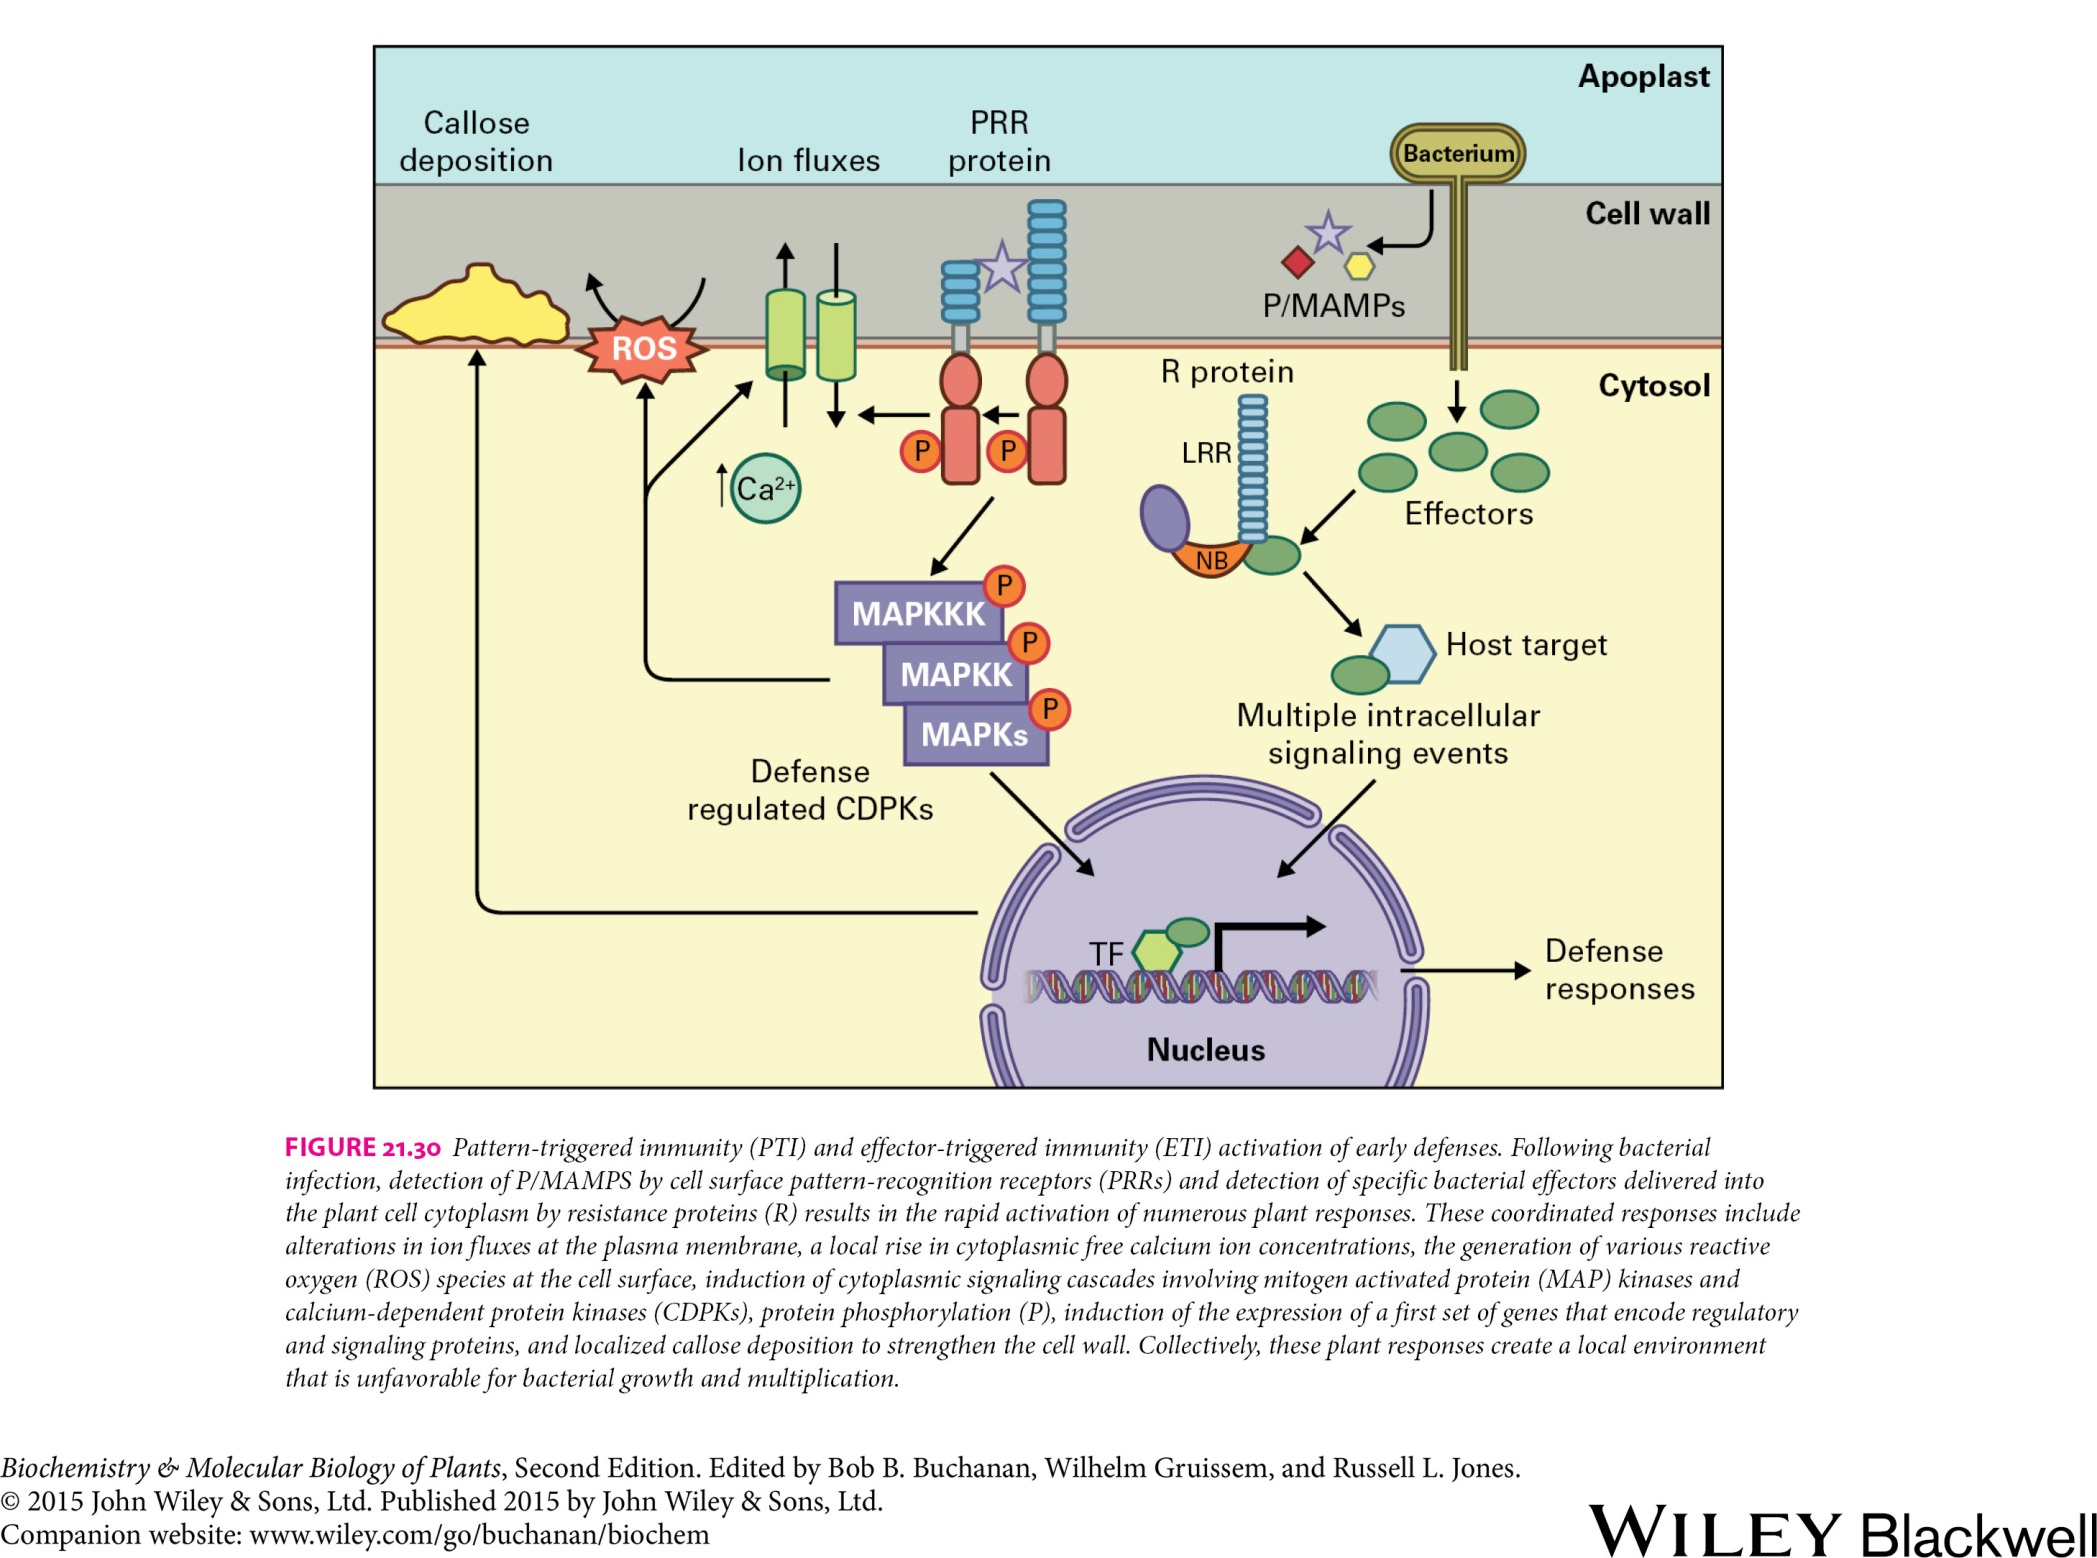 Apoplast
Callose
deposition
Ion fluxes
PRR
protein
Bacterium
Cell wall
P/MAMPs
ROS
R protein
Cytosol
LRR
P
P
Ca2+
Effectors
NB
MAPKKK
P
MAPKK
P
MAPKs
P
Host target
Multiple intracellular
signaling events
Defense
regulated CDPKs
TF
Defense
responses
Nucleus
FIGURE 21.30 Pattern-triggered immunity (PTI) and effector-triggered immunity (ETI) activation of early defenses. Following bacterial
infection, detection of P/MAMPS by cell surface pattern-recognition receptors (PRRs) and detection of specific bacterial effectors delivered into
the plant cell cytoplasm by resistance proteins (R) results in the rapid activation of numerous plant responses. These coordinated responses include
alterations in ion fluxes at the plasma membrane, a local rise in cytoplasmic free calcium ion concentrations, the generation of various reactive
oxygen (ROS) species at the cell surface, induction of cytoplasmic signaling cascades involving mitogen activated protein (MAP) kinases and
calcium-dependent protein kinases (CDPKs), protein phosphorylation (P), induction of the expression of a first set of genes that encode regulatory
and signaling proteins, and localized callose deposition to strengthen the cell wall. Collectively, these plant responses create a local environment
that is unfavorable for bacterial growth and multiplication.
Biochemistry & Molecular Biology of Plants, Second Edition. Edited by Bob B. Buchanan, Wilhelm Gruissem, and Russell L. Jones.
© 2015 John Wiley & Sons, Ltd. Published 2015 by John Wiley & Sons, Ltd.
Companion website: www.wiley.com/go/buchanan/biochem
WILEY Blackwell